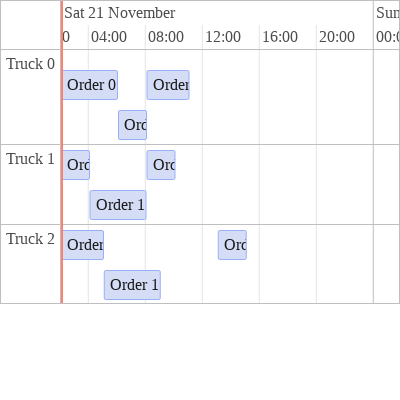 Sat 21 November Sun
0 04:00 08:00 12:00 16:00 20:00 00:0
Truck 0
Order 0 Order
Ord
Truck 1
Ord Ord
Order 1
Truck 2
Order Ord
Order 1